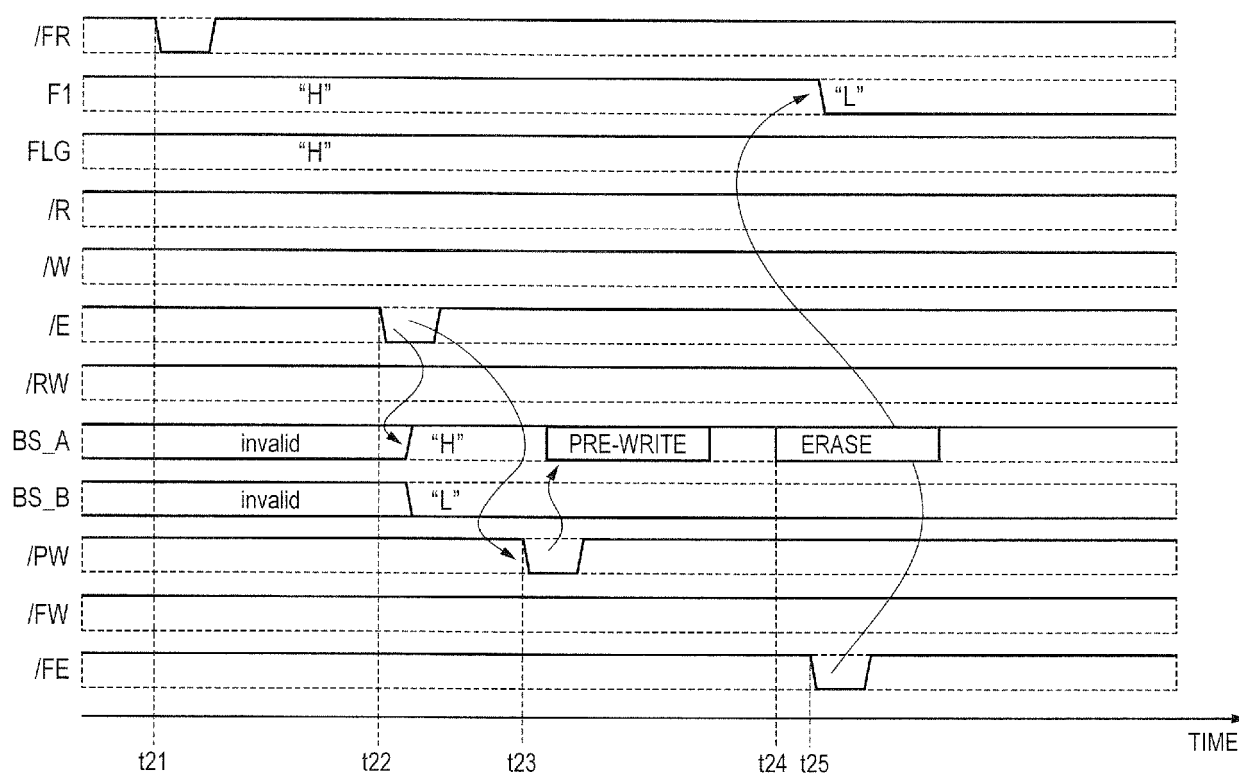 /FR
F1 “H” “L”
FLG “H”
/R
/W
/E
/RW
BS_A invalid “H” PRE-WRITE ERASE
BS_B invalid “L”
/PW
/FW
/FE
TIME
t21 t22 t23 t24 t25